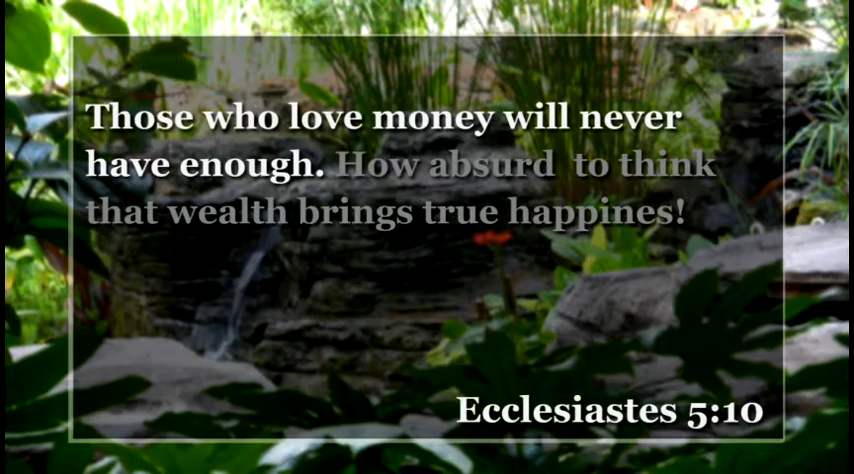 Those who love money will never
have enough. How absurd  to think
that wealth brings true happines!
Ecclesiastes 5:10